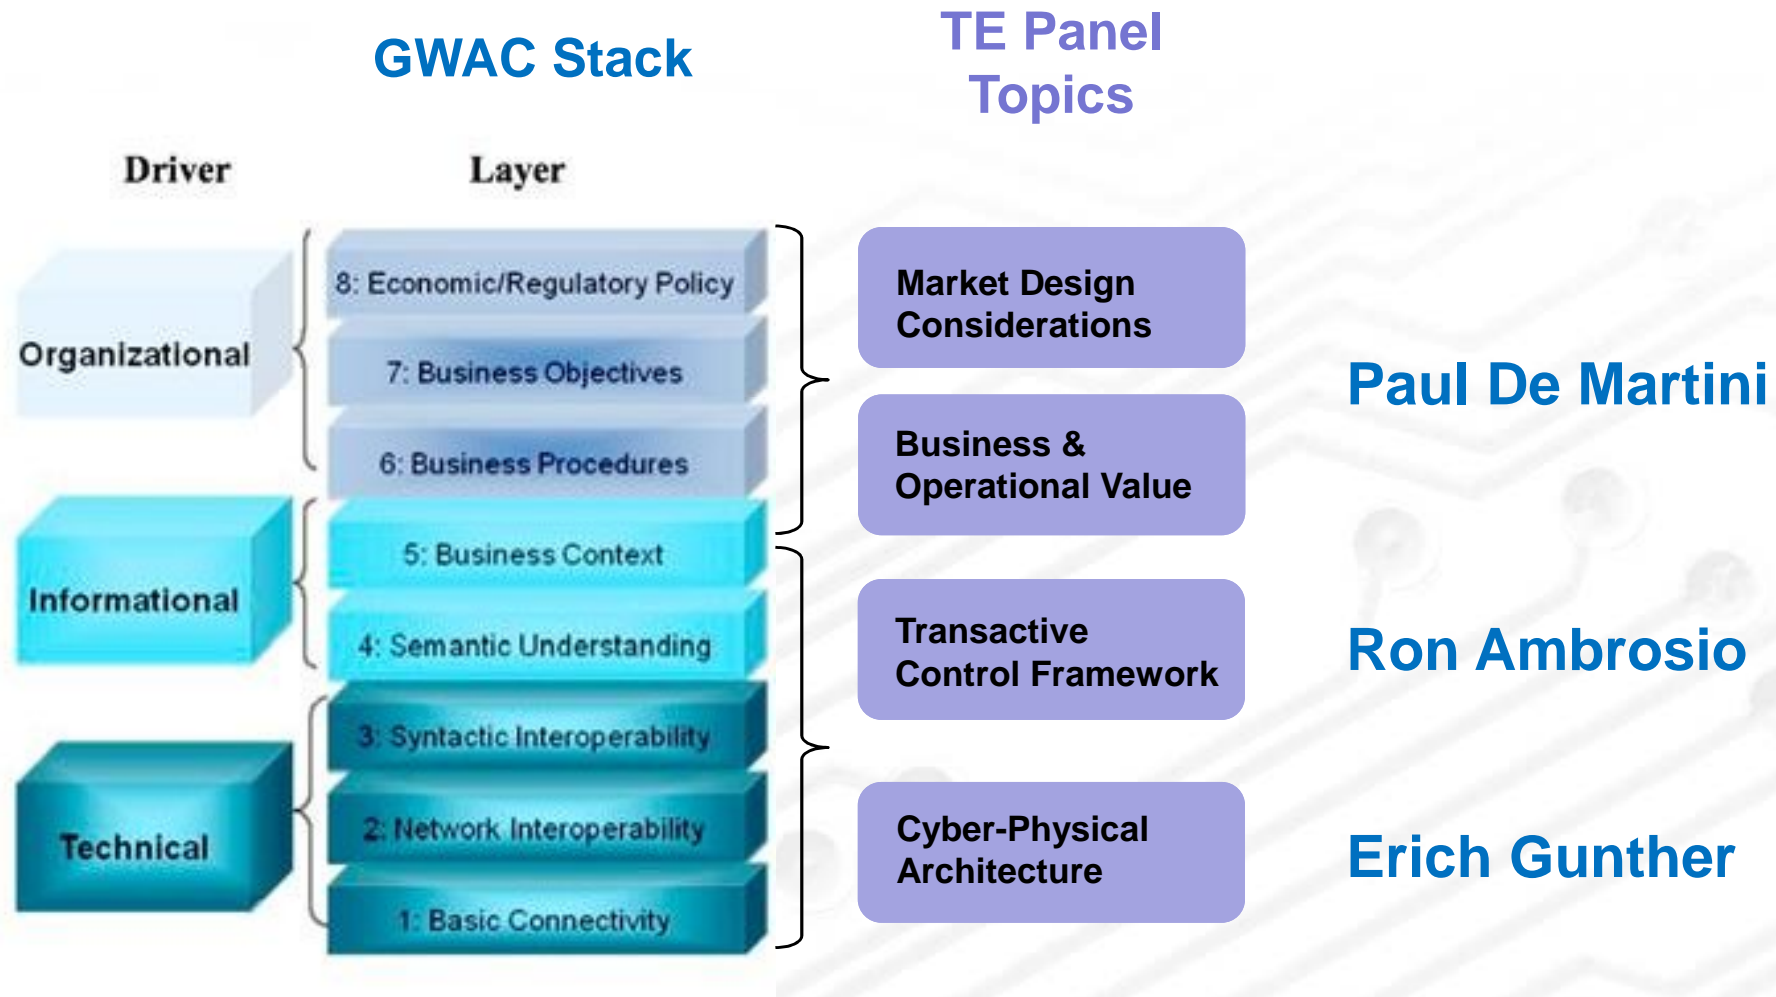 GWAC Stack
TE Panel
Topics
Driver
Layer
Organizational
8: Economic/Regulatory Policy
7: Business Objectives
6: Business Procedures
Informational
5: Business Context
4: Semantic Understanding
Technical
3: Syntactic Interoperability
2: Network Interoperability
1: Basic Connectivity
Market Design
Considerations
Business &
Operational Value
Paul De Martini
Transactive
Control Framework
Ron Ambrosio
Cyber-Physical
Architecture
Erich Gunther